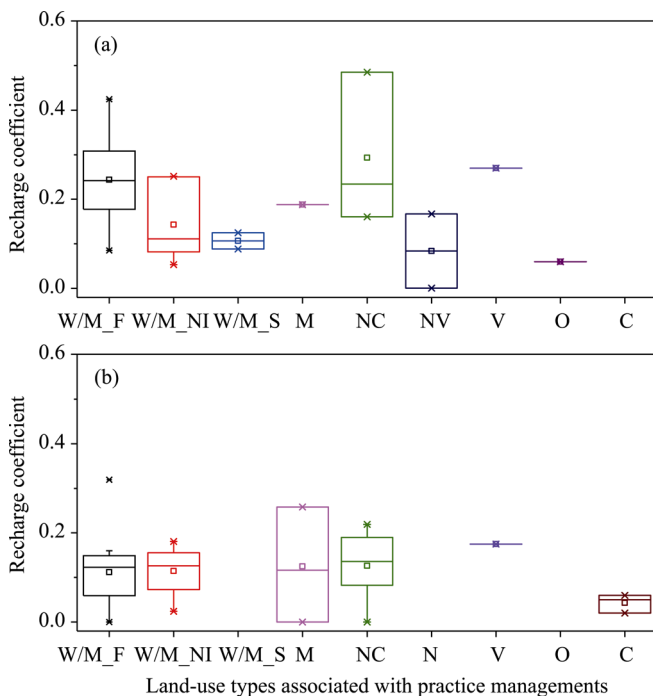 0.6
(a)
0.4
0.2
0.0
Recharge coefficient
W/M_F W/M_NI W/M_S M NC NV V O C
0.6
(b)
0.4
0.2
0.0
Recharge coefficient
W/M_F W/M_NI W/M_S M NC N V O C
Land-use types associated with practice managements